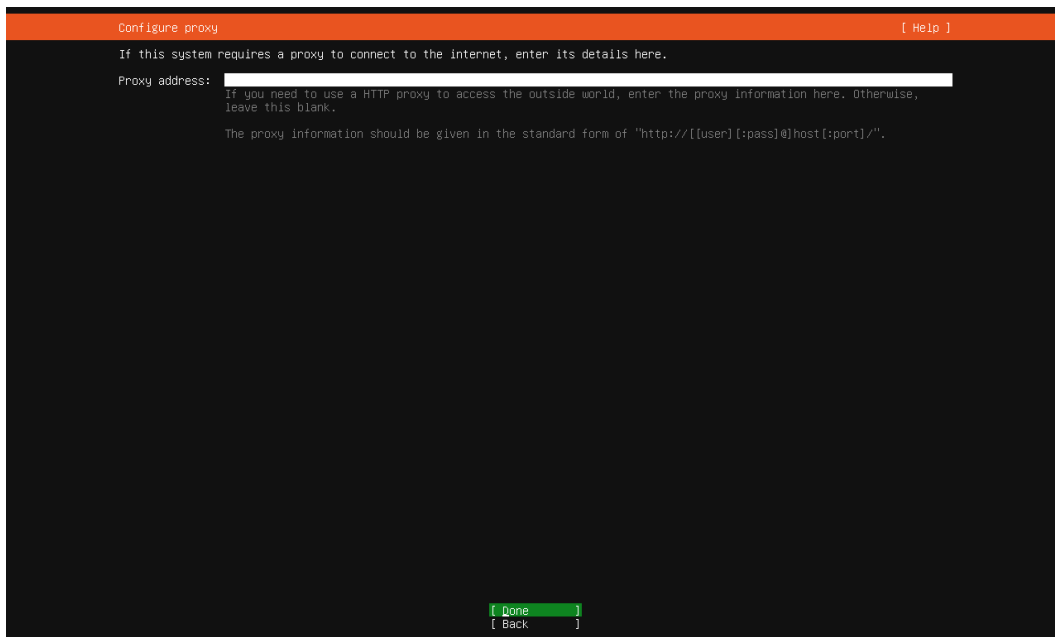 Configure proxy [ Help ]
If this system requires a proxy to connect to the internet, enter its details here.
Proxy address:
If you need to use a HTTP proxy to access the outside world, enter the proxy information here. Otherwise,
leave this blank.
The proxy information should be given in the standard form of "http://[[user][:pass]@]host[:port]/".
[ Done ]
[ Back ]